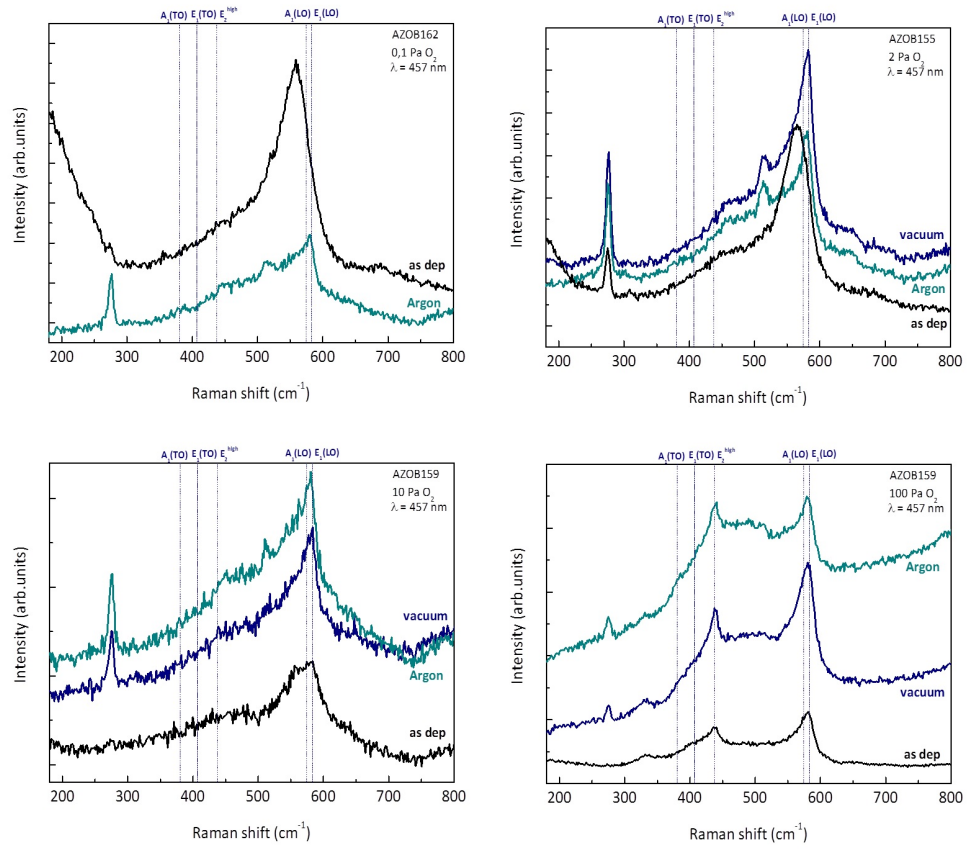 A₁(TO) E₁(TO) E₂ʰⁱᵍʰ A₁(LO) E₁(LO)
AZOB162
0,1 Pa O₂
λ = 457 nm
as dep
Argon
Intensity (arb.units)
200 300 400 500 600 700 800
Raman shift (cm⁻¹)
A₁(TO) E₁(TO) E₂ʰⁱᵍʰ A₁(LO) E₁(LO)
AZOB155
2 Pa O₂
λ = 457 nm
vacuum
Argon
as dep
Intensity (arb.units)
200 300 400 500 600 700 800
Raman shift (cm⁻¹)
A₁(TO) E₁(TO) E₂ʰⁱᵍʰ A₁(LO) E₁(LO)
AZOB159
10 Pa O₂
λ = 457 nm
vacuum
Argon
as dep
Intensity (arb.units)
200 300 400 500 600 700 800
Raman shift (cm⁻¹)
A₁(TO) E₁(TO) E₂ʰⁱᵍʰ A₁(LO) E₁(LO)
AZOB159
100 Pa O₂
λ = 457 nm
Argon
vacuum
as dep
Intensity (arb.units)
200 300 400 500 600 700 800
Raman shift (cm⁻¹)